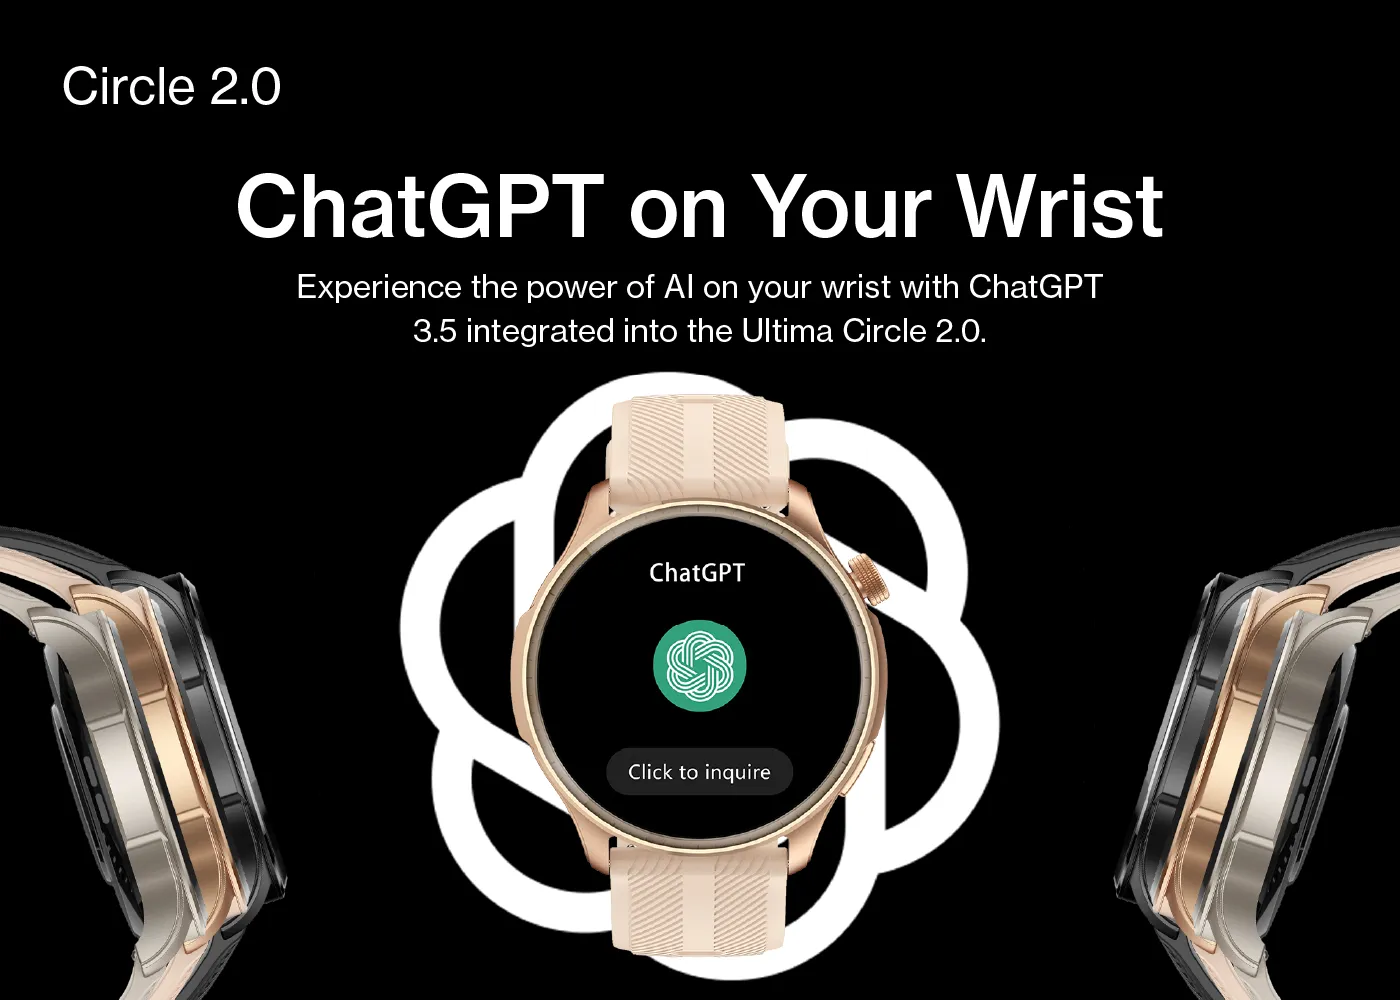 Circle 2.0
ChatGPT on Your Wrist
Experience the power of AI on your wrist with ChatGPT
3.5 integrated into the Ultima Circle 2.0.
ChatGPT
Click to inquire